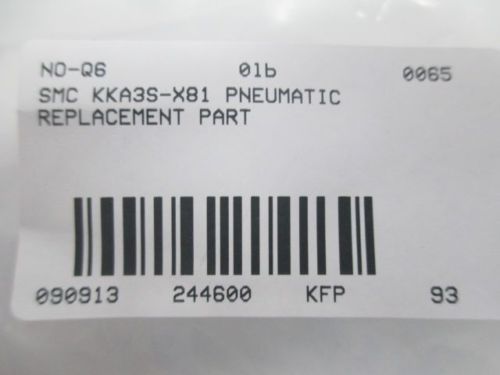 NO-Q6 01b 0065
SMC KKA3S-X81 PNEUMATIC
REPLACEMENT PART
090913 244600 KFP 93